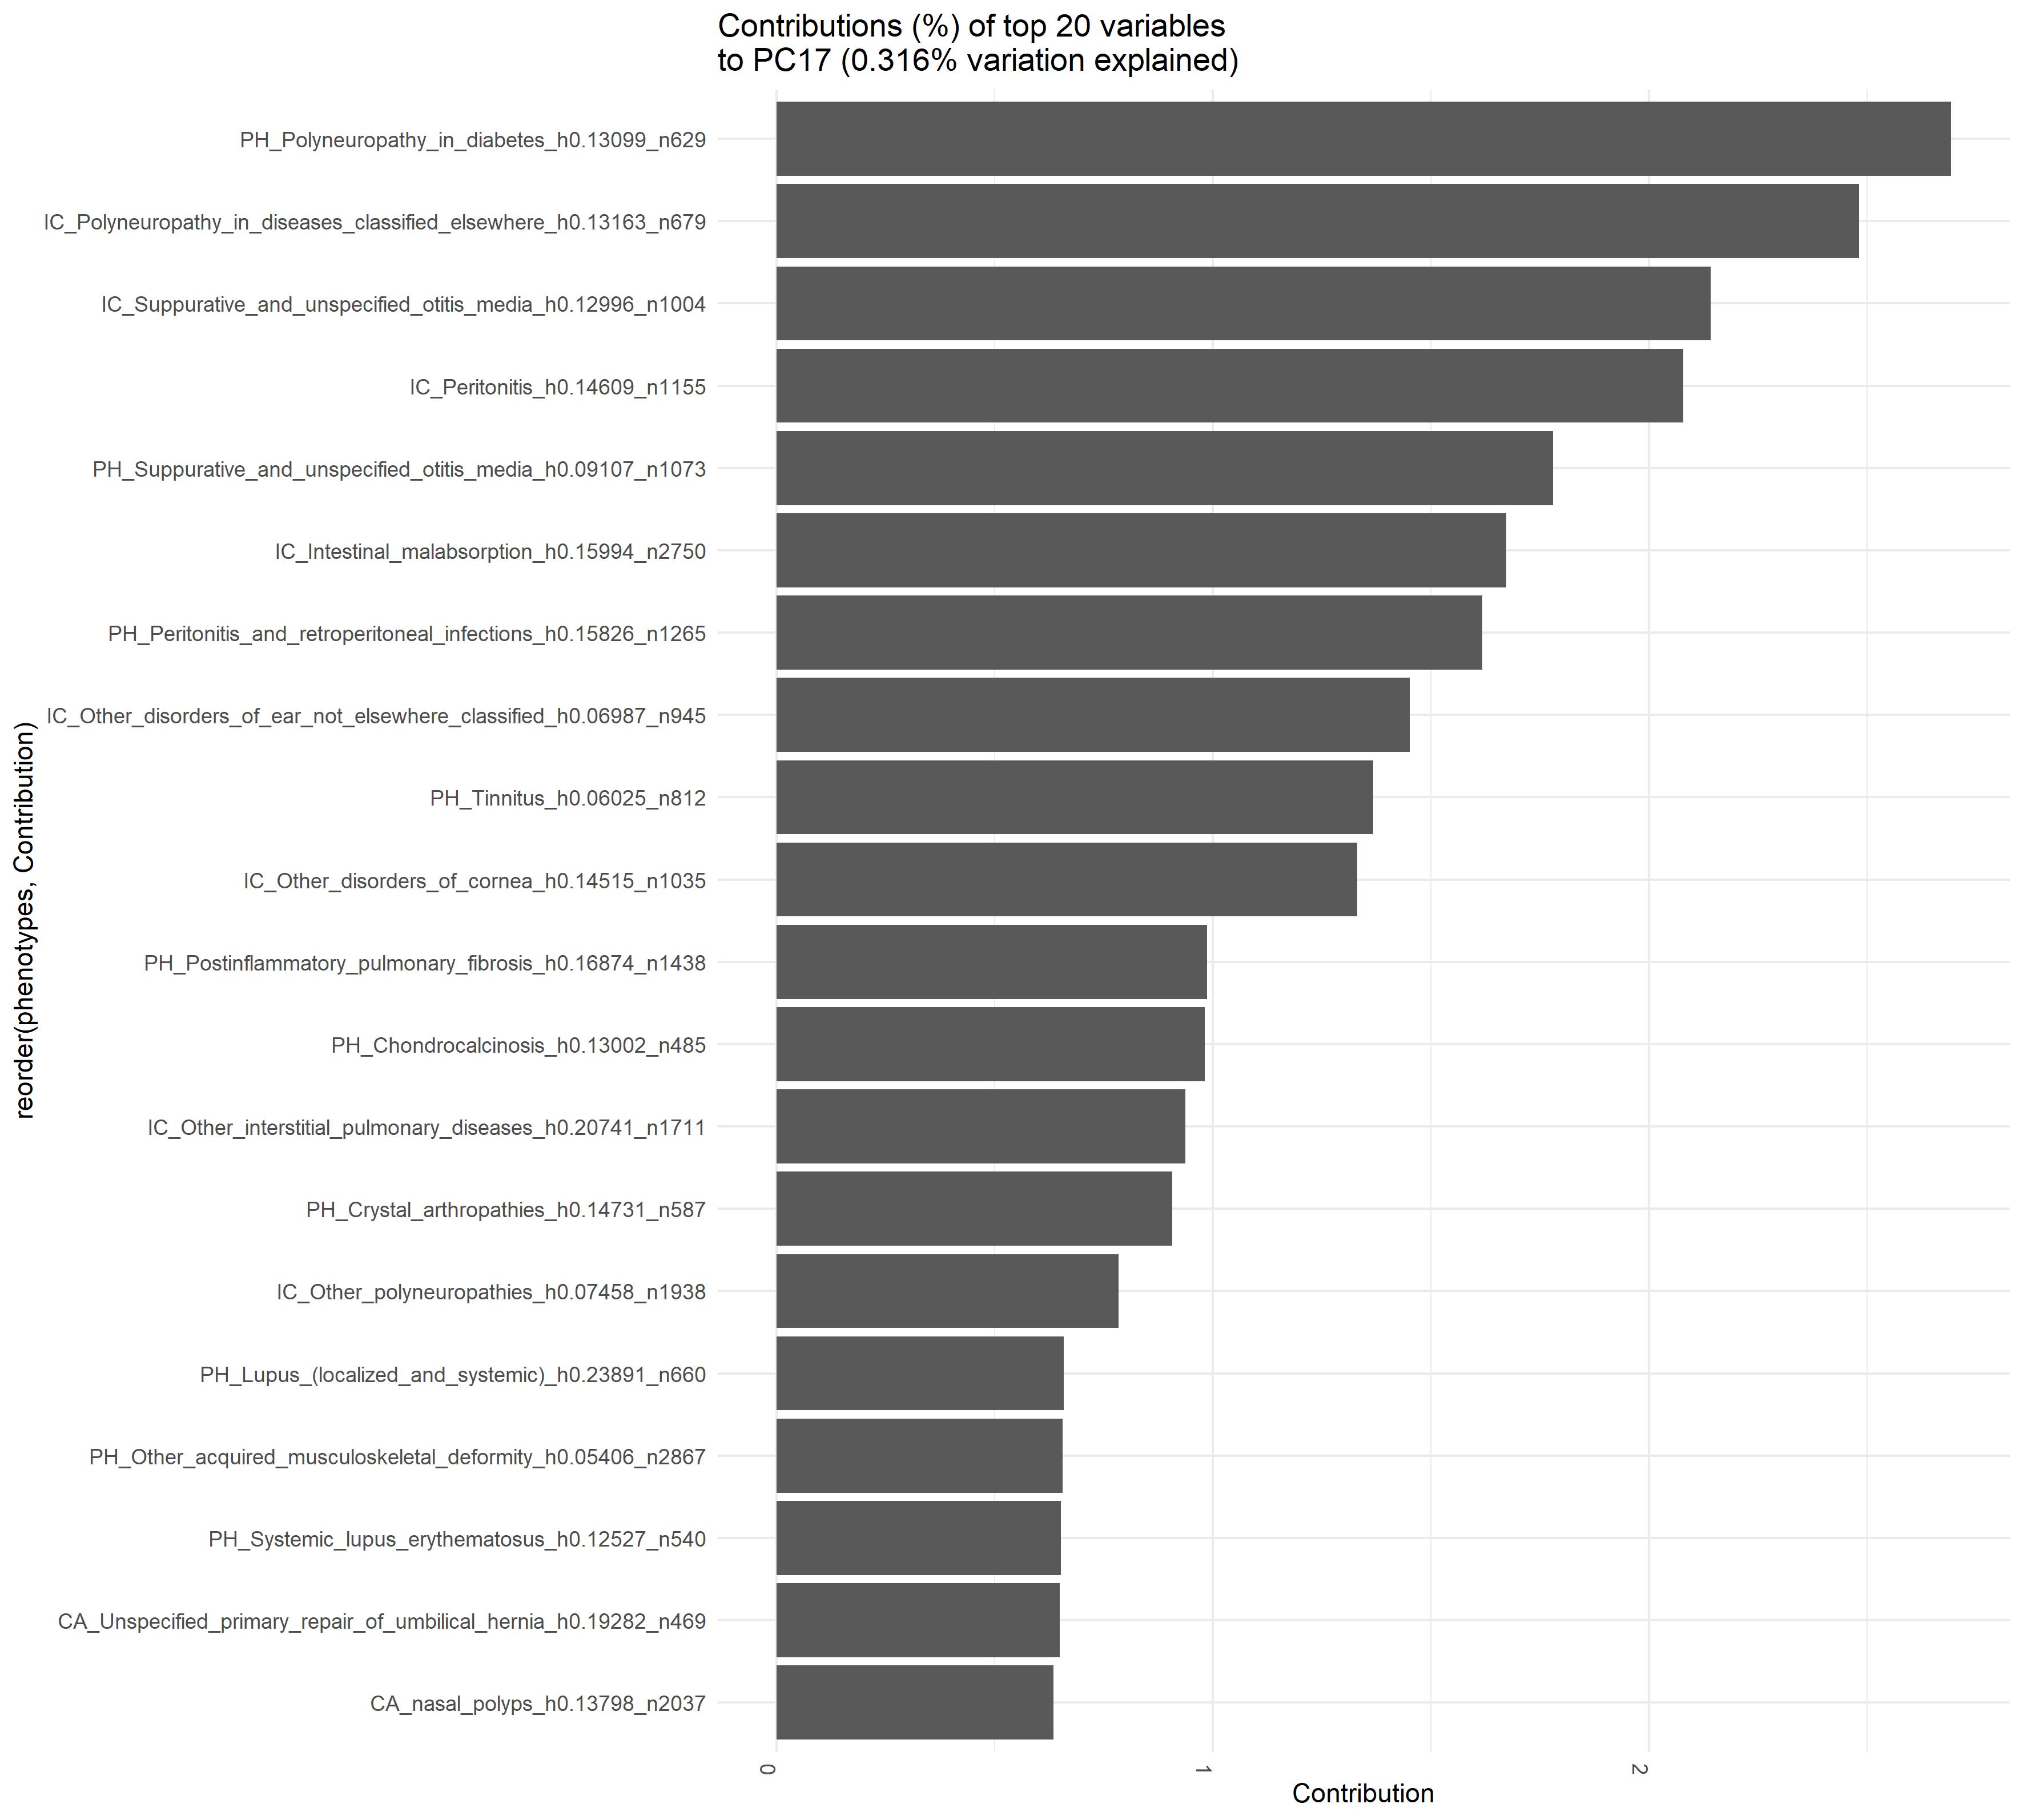 Contributions (%) of top 20 variables
to PC17 (0.316% variation explained)
PH_Polyneuropathy_in_diabetes_h0.13099_n629
IC_Polyneuropathy_in_diseases_classified_elsewhere_h0.13163_n679
IC_Suppurative_and_unspecified_otitis_media_h0.12996_n1004
IC_Peritonitis_h0.14609_n1155
PH_Suppurative_and_unspecified_otitis_media_h0.09107_n1073
IC_Intestinal_malabsorption_h0.15994_n2750
PH_Peritonitis_and_retroperitoneal_infections_h0.15826_n1265
IC_Other_disorders_of_ear_not_elsewhere_classified_h0.06987_n945
PH_Tinnitus_h0.06025_n812
IC_Other_disorders_of_cornea_h0.14515_n1035
PH_Postinflammatory_pulmonary_fibrosis_h0.16874_n1438
PH_Chondrocalcinosis_h0.13002_n485
IC_Other_interstitial_pulmonary_diseases_h0.20741_n1711
PH_Crystal_arthropathies_h0.14731_n587
IC_Other_polyneuropathies_h0.07458_n1938
PH_Lupus_(localized_and_systemic)_h0.23891_n660
PH_Other_acquired_musculoskeletal_deformity_h0.05406_n2867
PH_Systemic_lupus_erythematosus_h0.12527_n540
CA_Unspecified_primary_repair_of_umbilical_hernia_h0.19282_n469
CA_nasal_polyps_h0.13798_n2037
reorder(phenotypes, Contribution)
0
1
2
Contribution